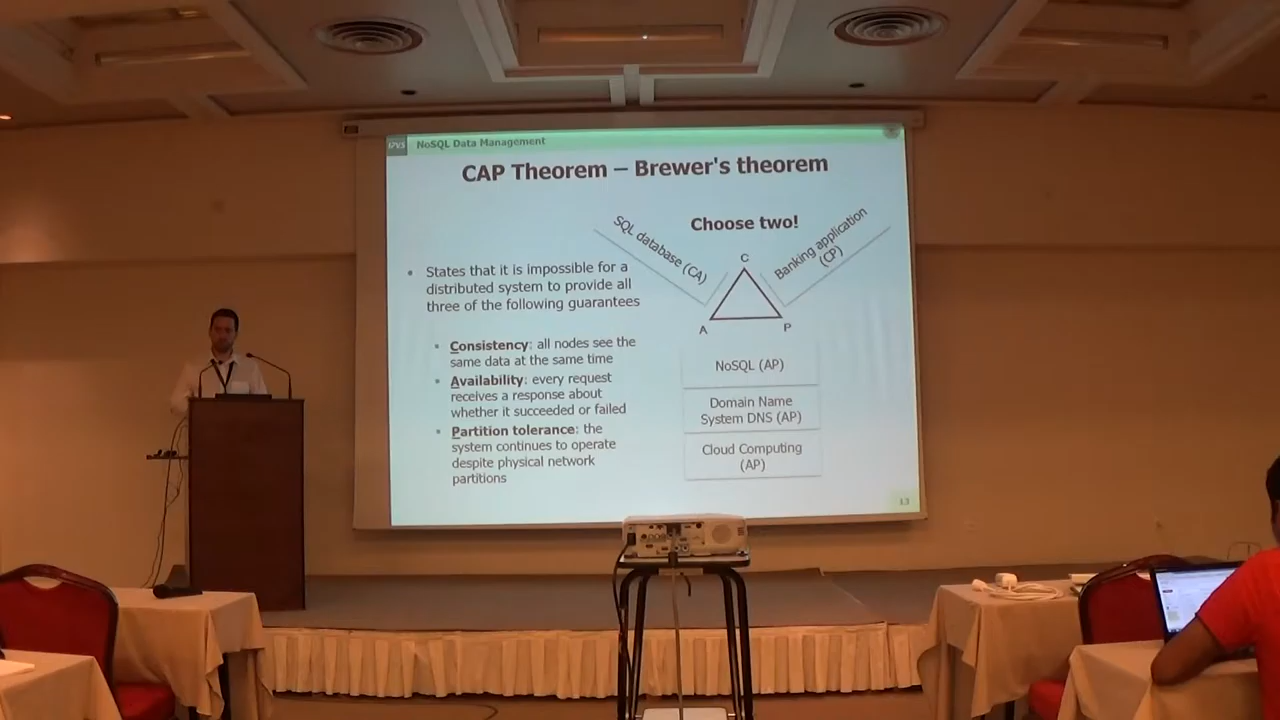 IPVS
NoSQL Data Management
CAP Theorem – Brewer's theorem
Choose two!
SQL database (CA)
Banking application
(CP)
C
A
P
• States that it is impossible for a
distributed system to provide all
three of the following guarantees
• Consistency: all nodes see the
same data at the same time
• Availability: every request
receives a response about
whether it succeeded or failed
• Partition tolerance: the
system continues to operate
despite physical network
partitions
NoSQL (AP)
Domain Name
System DNS (AP)
Cloud Computing
(AP)
13